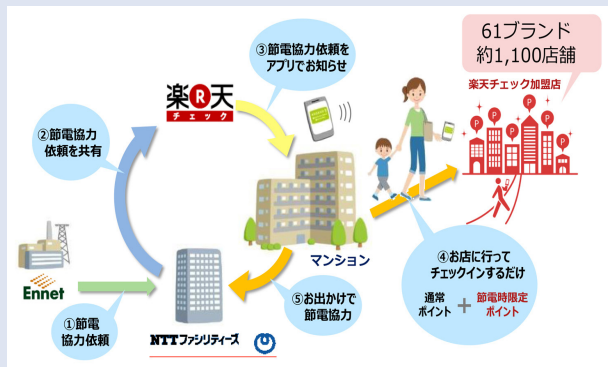 61ブランド
約1,100店舗
楽天チェック加盟店
③節電協力依頼を
アプリでお知らせ
楽R天
チェック
②節電協力
依頼を共有
マンション
④お店に行って
チェックインするだけ
通常
ポイント
+
節電時限定
ポイント
Ennet
①節電
協力依頼
⑤お出かけで
節電協力
NTTファシリティーズ
P
P
P
P
P